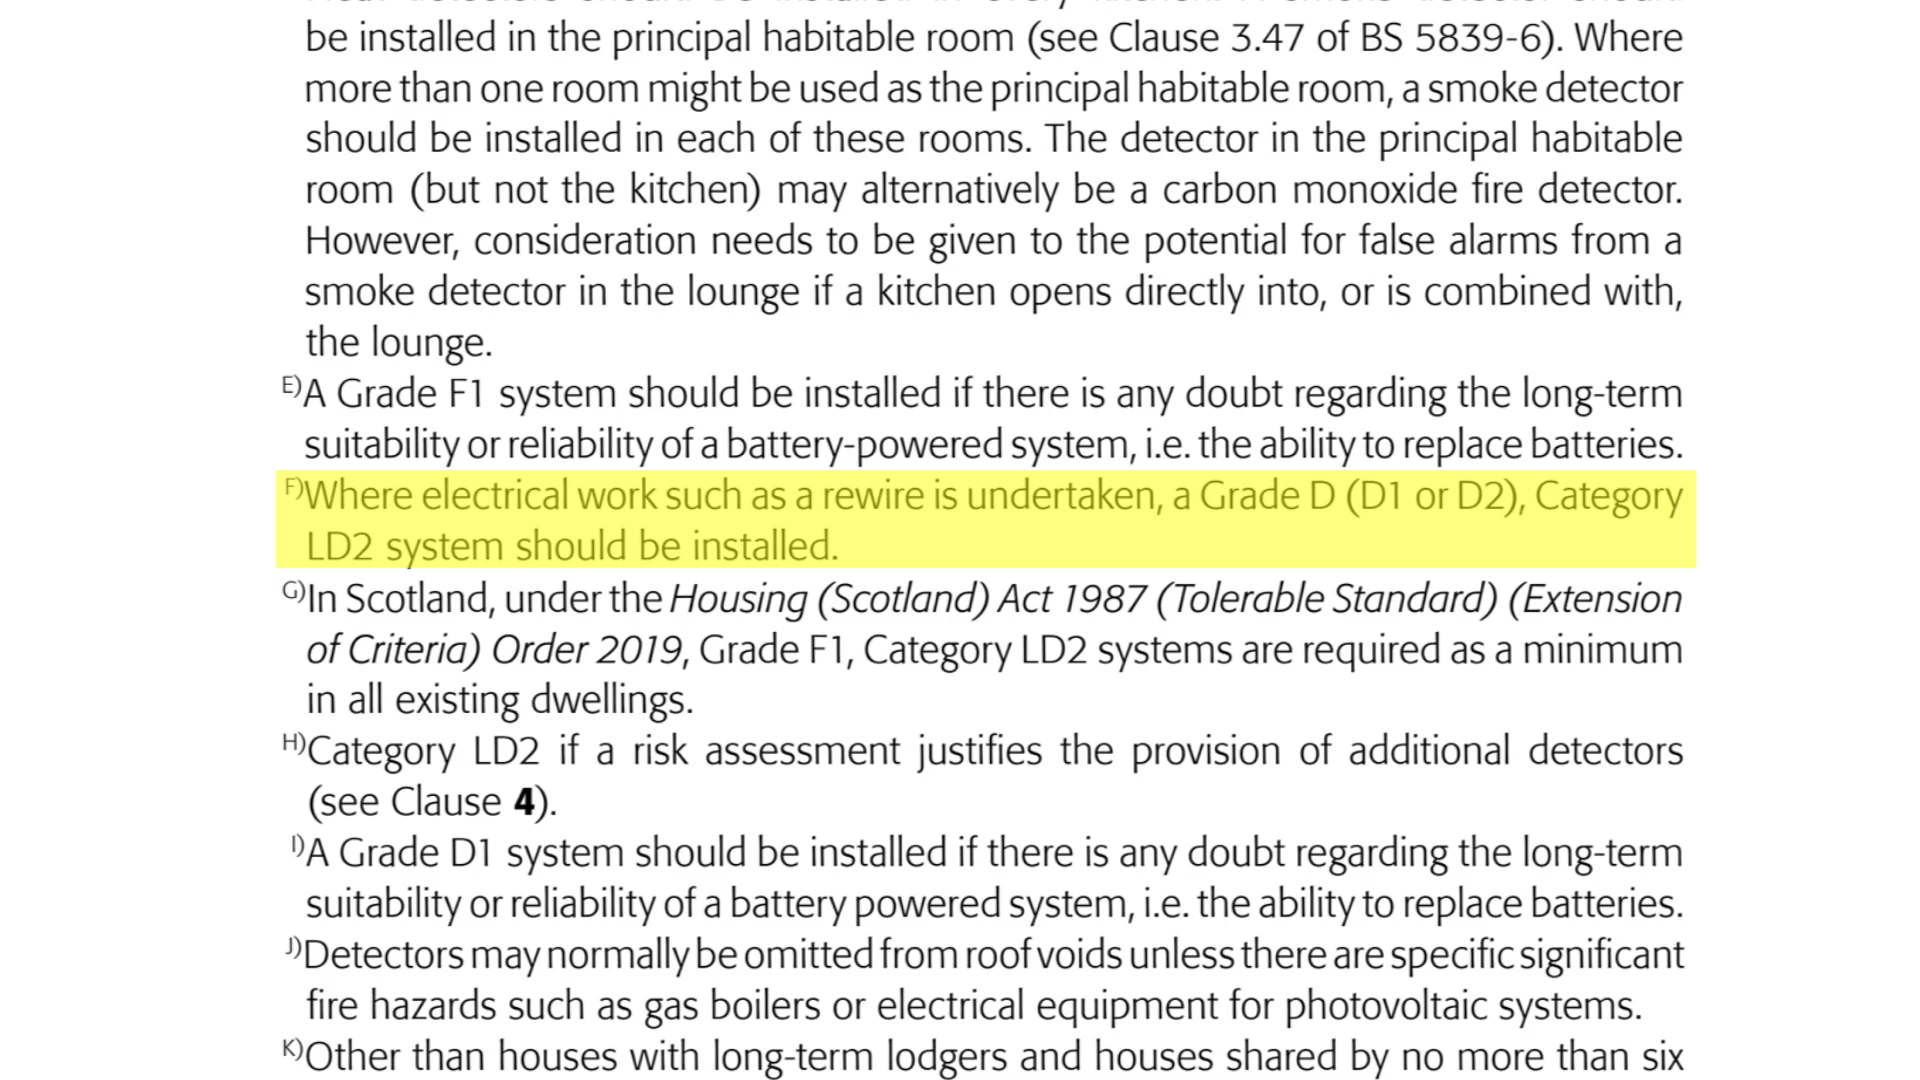 be installed in the principal habitable room (see Clause 3.47 of BS 5839-6). Where
more than one room might be used as the principal habitable room, a smoke detector
should be installed in each of these rooms. The detector in the principal habitable
room (but not the kitchen) may alternatively be a carbon monoxide fire detector.
However, consideration needs to be given to the potential for false alarms from a
smoke detector in the lounge if a kitchen opens directly into, or is combined with,
the lounge.
E)A Grade F1 system should be installed if there is any doubt regarding the long-term
suitability or reliability of a battery-powered system, i.e. the ability to replace batteries.
F)Where electrical work such as a rewire is undertaken, a Grade D (D1 or D2), Category
LD2 system should be installed.
G)In Scotland, under the Housing (Scotland) Act 1987 (Tolerable Standard) (Extension
of Criteria) Order 2019, Grade F1, Category LD2 systems are required as a minimum
in all existing dwellings.
H)Category LD2 if a risk assessment justifies the provision of additional detectors
(see Clause 4).
I)A Grade D1 system should be installed if there is any doubt regarding the long-term
suitability or reliability of a battery powered system, i.e. the ability to replace batteries.
J)Detectors may normally be omitted from roof voids unless there are specific significant
fire hazards such as gas boilers or electrical equipment for photovoltaic systems.
K)Other than houses with long-term lodgers and houses shared by no more than six